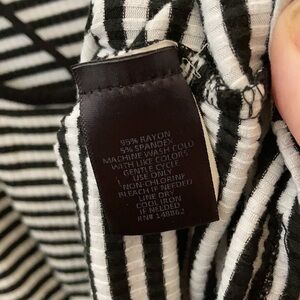 95% RAYON
5% SPANDEX
MACHINE WASH COLD
WITH LIKE COLORS
GENTLE CYCLE
USE ONLY
NON-CHLORINE
BLEACH IF NEEDED
LINE DRY
COOL IRON
IF NEEDED
RN# 148862